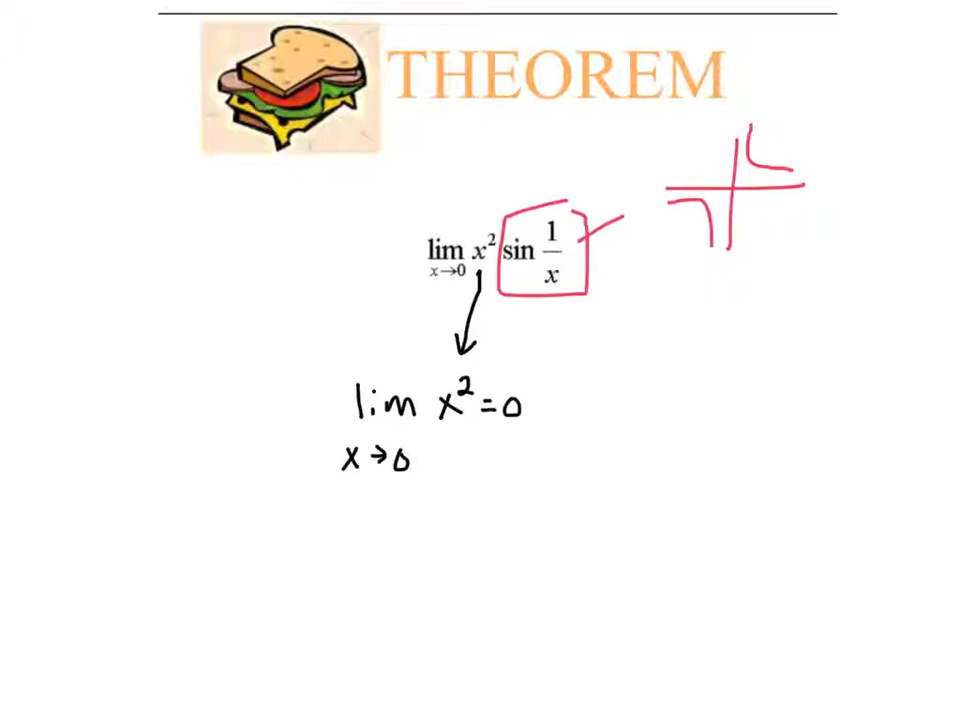 THEOREM
lim x→0 x² sin 1/x
lim x² = 0
x → 0